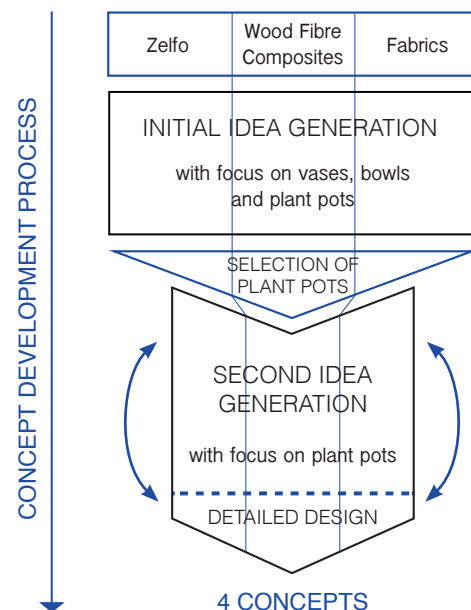 CONCEPT DEVELOPMENT PROCESS
Zelfo
Wood Fibre
Composites
Fabrics
INITIAL IDEA GENERATION
with focus on vases, bowls
and plant pots
SELECTION OF
PLANT POTS
SECOND IDEA
GENERATION
with focus on plant pots
DETAILED DESIGN
4 CONCEPTS